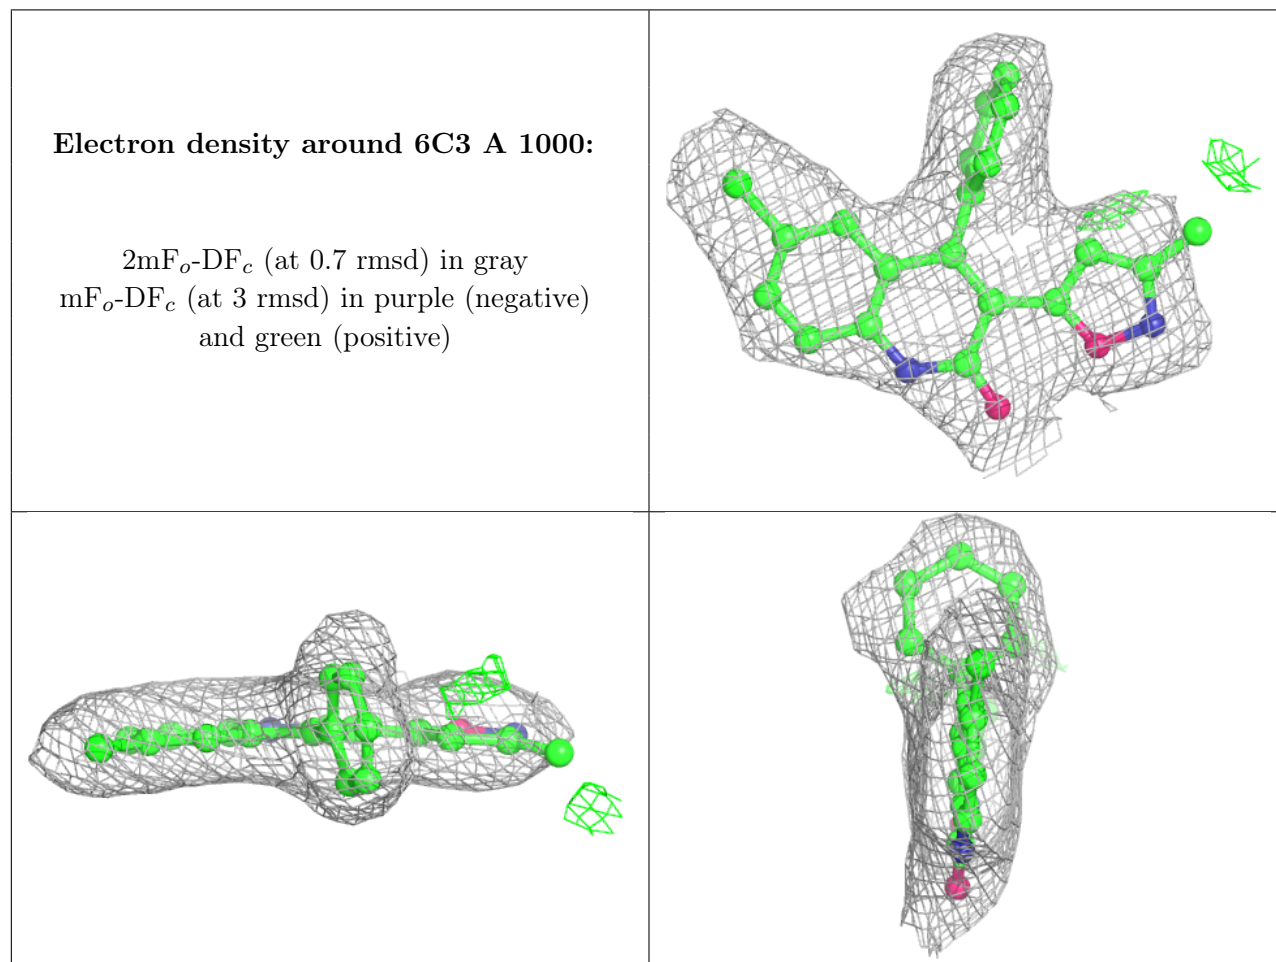 Electron density around 6C3 A 1000:
2mFₒ-DF𝒸 (at 0.7 rmsd) in gray
mFₒ-DF𝒸 (at 3 rmsd) in purple (negative)
and green (positive)